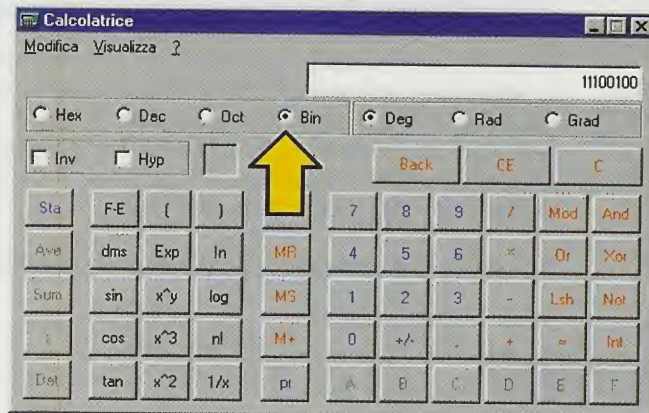 Calcolatrice
Modifica Visualizza ?
11100100
Hex Dec Oct Bin Deg Rad Grad
Inv Hyp Back CE C
Sta F-E ( ) 7 8 9 / Mod And
Ave dms Exp ln MR 4 5 6 * Or Xor
Sum sin x^y log MS 1 2 3 - Lsh Not
s cos x^3 n! M+ 0 +/- . + = Int
Dat tan x^2 1/x PI A B C D E F